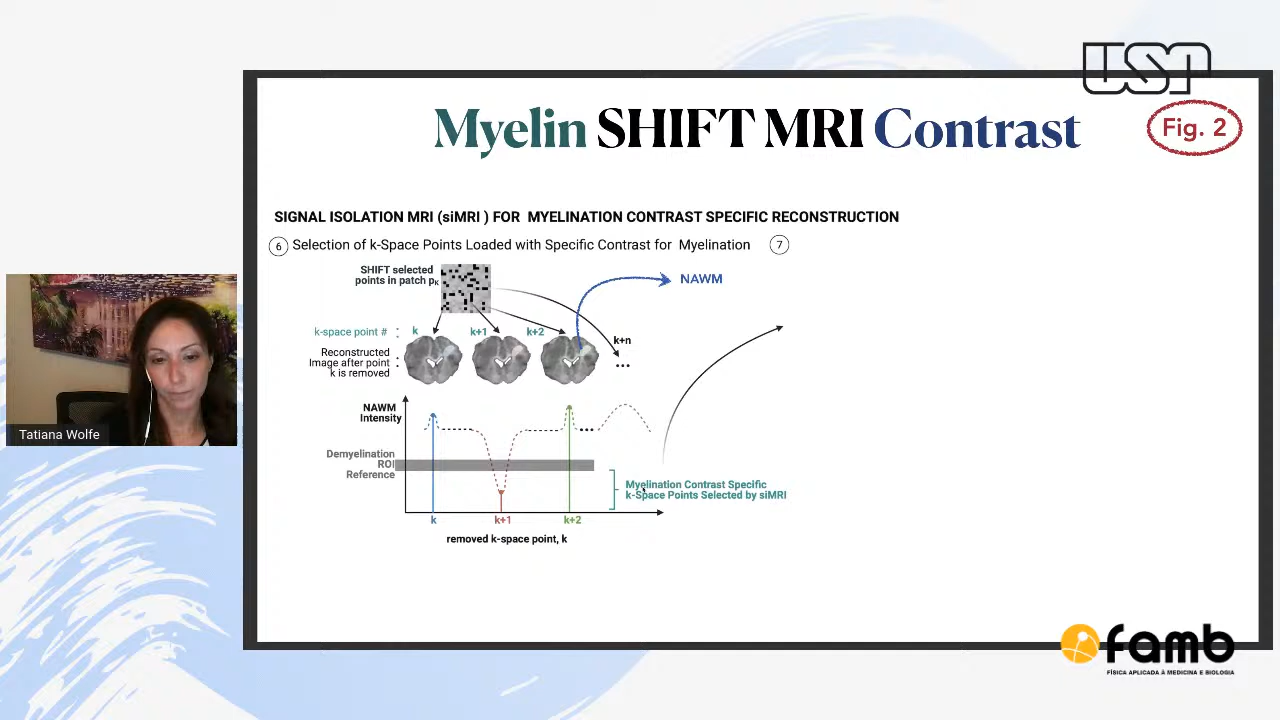 USP
Myelin SHIFT MRI Contrast
Fig. 2
SIGNAL ISOLATION MRI (siMRI ) FOR MYELINATION CONTRAST SPECIFIC RECONSTRUCTION
6 Selection of k-Space Points Loaded with Specific Contrast for Myelination
7
SHIFT selected
points in patch pK
NAWM
k-space point # :
k
k+1
k+2
k+n
Reconstructed
Image after point :
k is removed
...
NAWM
Intensity
Demyelination
ROI
Reference
Myelination Contrast Specific
k-Space Points Selected by siMRI
k
k+1
k+2
removed k-space point, k
Tatiana Wolfe
famb
FÍSICA APLICADA À MEDICINA E BIOLOGIA